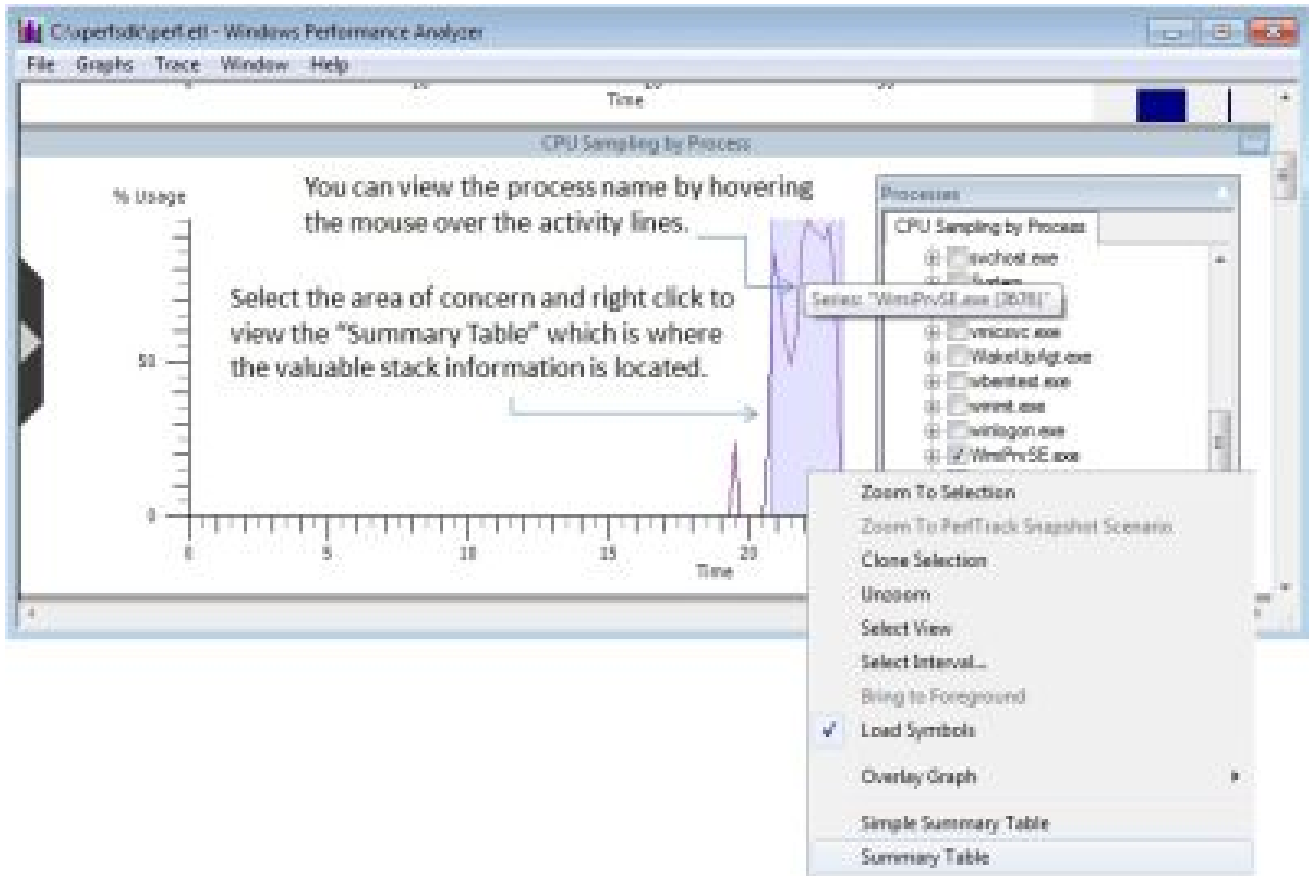 C:\xperfsdk\perf.etl - Windows Performance Analyzer
File Graphs Trace Window Help
Time
CPU Sampling by Process
% Usage
You can view the process name by hovering
the mouse over the activity lines.
Select the area of concern and right click to
view the “Summary Table” which is where
the valuable stack information is located.
50
0
0 5 10 15 20
Time
Processes
CPU Sampling by Process
svchost.exe
System
Series: "WmiPrvSE.exe (3676)"
vmicsvc.exe
WakeUpAgt.exe
wbemtest.exe
wininit.exe
winlogon.exe
WmiPrvSE.exe
Zoom To Selection
Zoom To PerfTrack Snapshot Scenario
Clone Selection
Unzoom
Select View
Select Interval...
Bring to Foreground
Load Symbols
Overlay Graph
Simple Summary Table
Summary Table